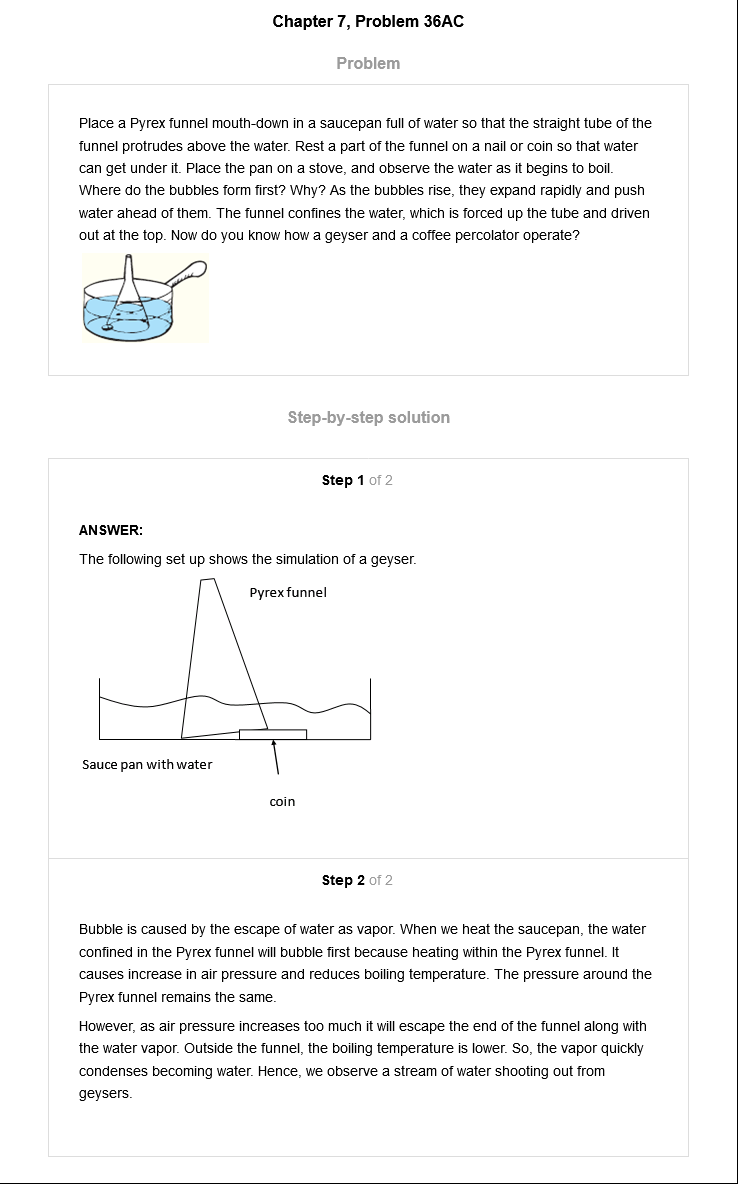 Chapter 7, Problem 36AC
Problem
Place a Pyrex funnel mouth-down in a saucepan full of water so that the straight tube of the
funnel protrudes above the water. Rest a part of the funnel on a nail or coin so that water
can get under it. Place the pan on a stove, and observe the water as it begins to boil.
Where do the bubbles form first? Why? As the bubbles rise, they expand rapidly and push
water ahead of them. The funnel confines the water, which is forced up the tube and driven
out at the top. Now do you know how a geyser and a coffee percolator operate?
Step-by-step solution
Step 1 of 2
ANSWER:
The following set up shows the simulation of a geyser.
Pyrex funnel
Sauce pan with water
coin
Step 2 of 2
Bubble is caused by the escape of water as vapor. When we heat the saucepan, the water
confined in the Pyrex funnel will bubble first because heating within the Pyrex funnel. It
causes increase in air pressure and reduces boiling temperature. The pressure around the
Pyrex funnel remains the same.
However, as air pressure increases too much it will escape the end of the funnel along with
the water vapor. Outside the funnel, the boiling temperature is lower. So, the vapor quickly
condenses becoming water. Hence, we observe a stream of water shooting out from
geysers.